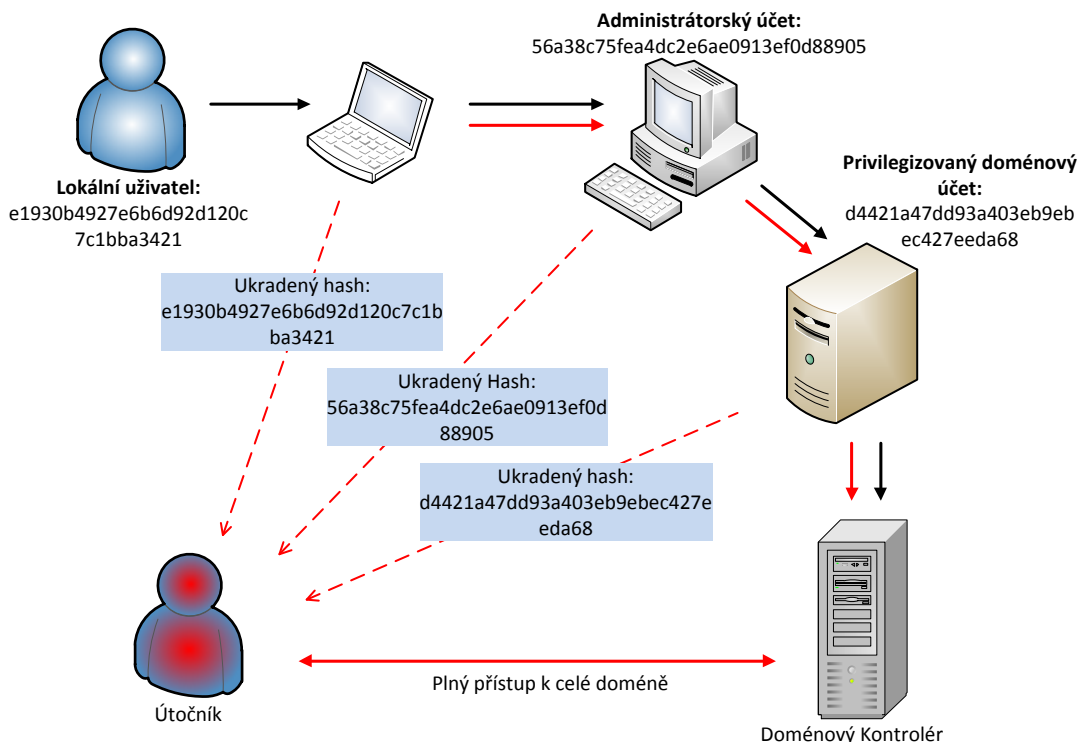 Administrátorský účet:
56a38c75fea4dc2e6ae0913ef0d88905
Lokální uživatel:
e1930b4927e6b6d92d120c
7c1bba3421
Privilegizovaný doménový
účet:
d4421a47dd93a403eb9eb
ec427eeda68
Ukradený hash:
e1930b4927e6b6d92d120c7c1b
ba3421
Ukradený Hash:
56a38c75fea4dc2e6ae0913ef0d
88905
Ukradený hash:
d4421a47dd93a403eb9ebec427e
eda68
Plný přístup k celé doméně
Útočník
Doménový Kontrolér